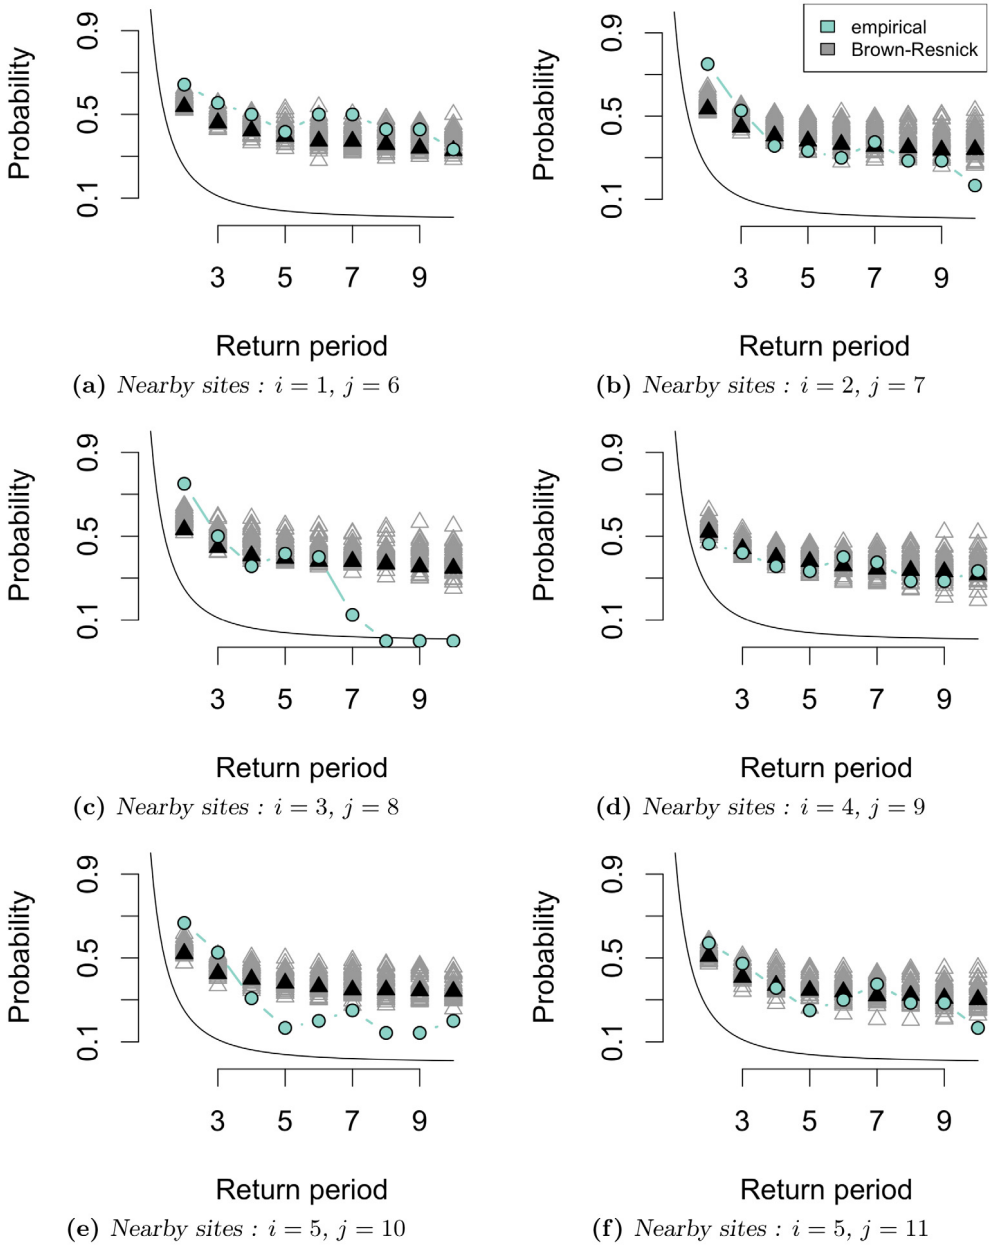 Probability
0.1 0.5 0.9
3 5 7 9
Return period
(a) Nearby sites : i = 1, j = 6
empirical
Brown-Resnick
Probability
0.1 0.5 0.9
3 5 7 9
Return period
(b) Nearby sites : i = 2, j = 7
Probability
0.1 0.5 0.9
3 5 7 9
Return period
(c) Nearby sites : i = 3, j = 8
Probability
0.1 0.5 0.9
3 5 7 9
Return period
(d) Nearby sites : i = 4, j = 9
Probability
0.1 0.5 0.9
3 5 7 9
Return period
(e) Nearby sites : i = 5, j = 10
Probability
0.1 0.5 0.9
3 5 7 9
Return period
(f) Nearby sites : i = 5, j = 11